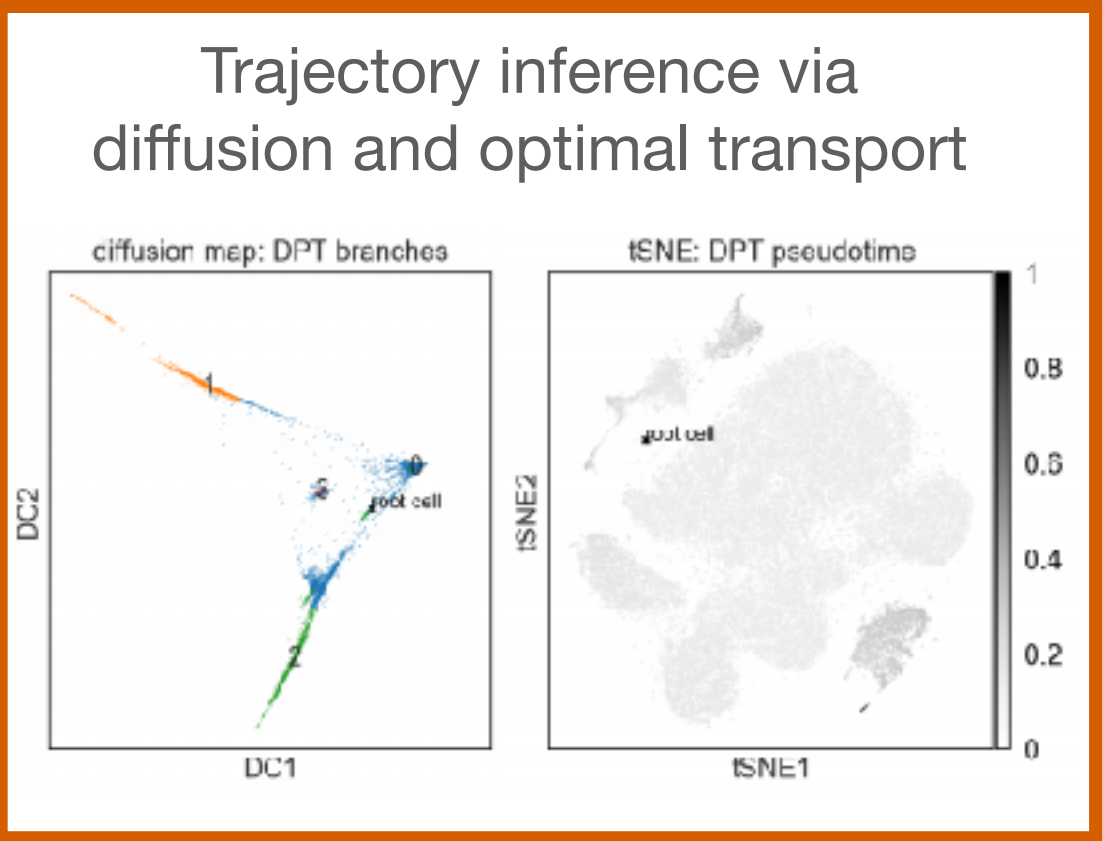 Trajectory inference via
diffusion and optimal transport
diffusion map: DPT branches
1
0
3
root cell
2
DC2
DC1
tSNE: DPT pseudotime
root cell
tSNE2
tSNE1
1
0.8
0.6
0.4
0.2
0